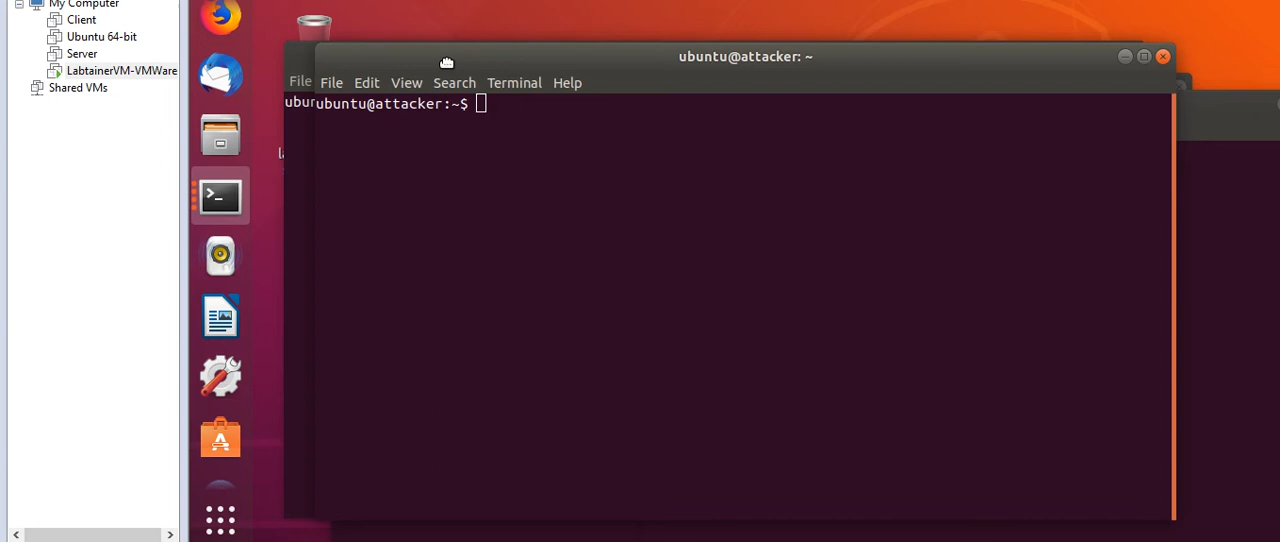 My Computer
Client
Ubuntu 64-bit
Server
LabtainerVM-VMWare
Shared VMs
ubuntu@attacker: ~
File
File Edit View Search Terminal Help
ubur
ubuntu@attacker:~$
>_